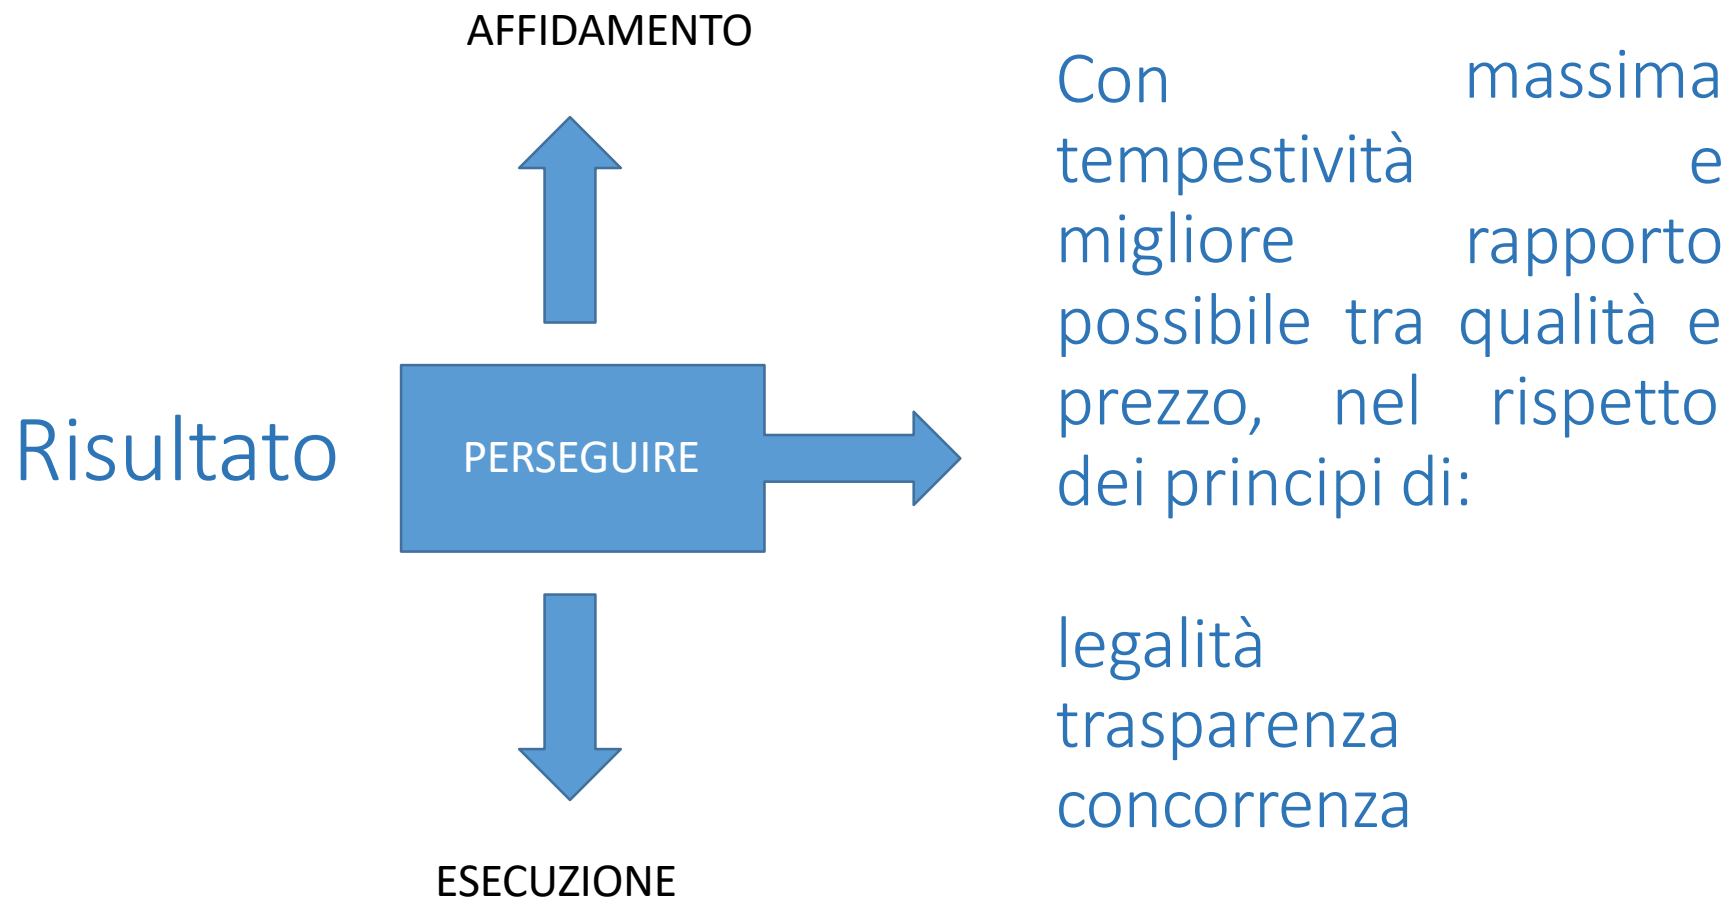 AFFIDAMENTO
Risultato
PERSEGUIRE
ESECUZIONE
Con massima
tempestività e
migliore rapporto
possibile tra qualità e
prezzo, nel rispetto
dei principi di:
legalità
trasparenza
concorrenza